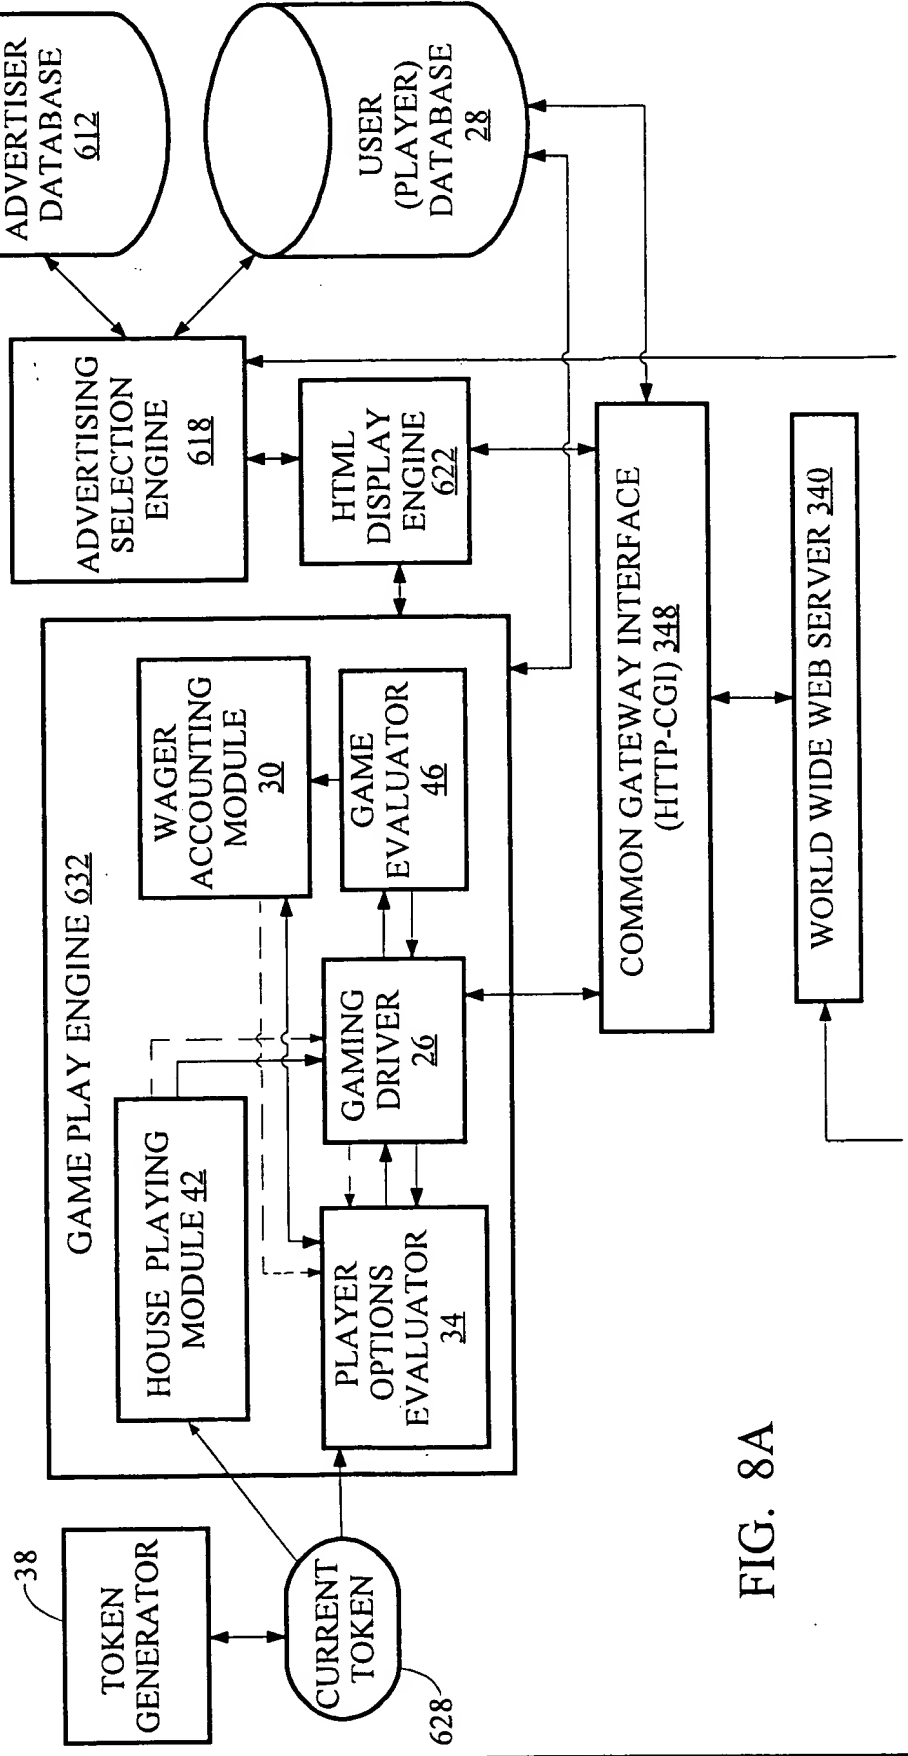 38
TOKEN
GENERATOR
CURRENT
TOKEN
628
GAME PLAY ENGINE 632
HOUSE PLAYING
MODULE 42
WAGER
ACCOUNTING
MODULE
30
PLAYER
OPTIONS
EVALUATOR
34
GAMING
DRIVER
26
GAME
EVALUATOR
46
ADVERTISING
SELECTION
ENGINE
618
HTML
DISPLAY
ENGINE
622
ADVERTISER
DATABASE
612
USER
(PLAYER)
DATABASE
28
COMMON GATEWAY INTERFACE
(HTTP-CGI) 348
WORLD WIDE WEB SERVER 340
FIG. 8A